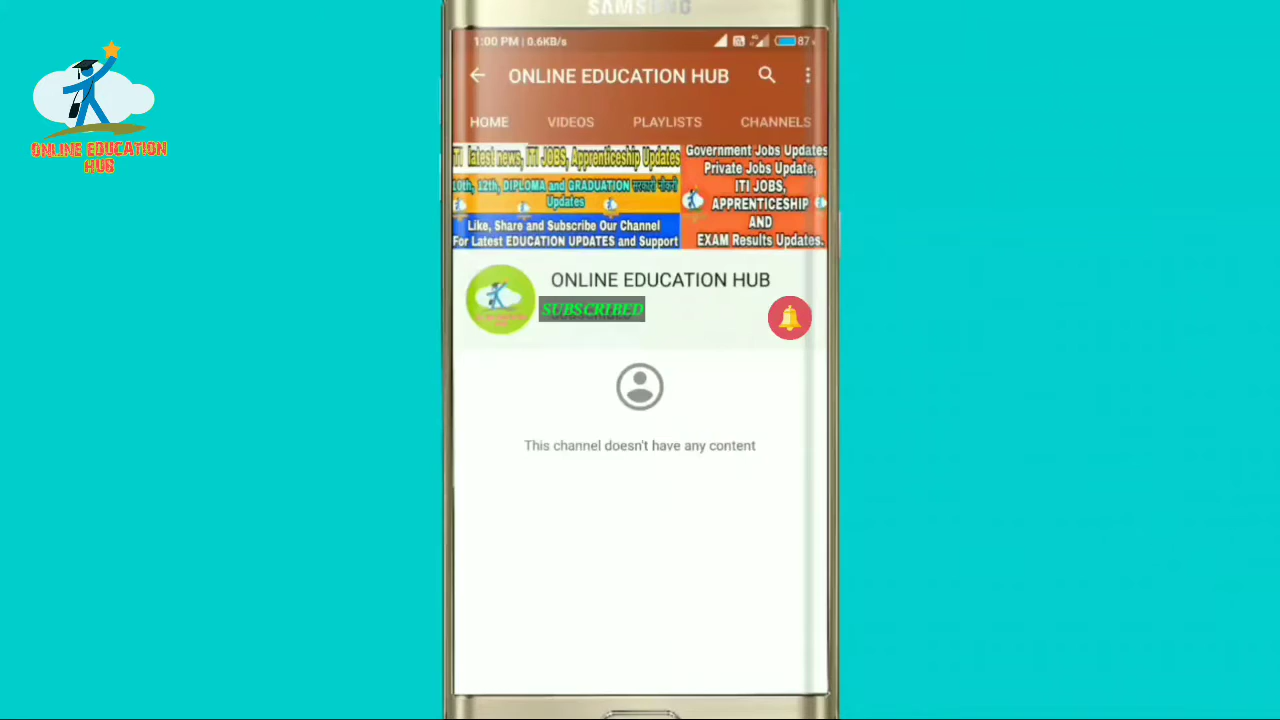 SAMSUNG
1:00 PM | 0.6KB/s
87
ONLINE EDUCATION HUB
HOME VIDEOS PLAYLISTS CHANNELS
ITI latest news, ITI JOBS, Apprenticeship Updates
10th, 12th, DIPLOMA and GRADUATION सरकारी नौकरी
Updates
Like, Share and Subscribe Our Channel
For Latest EDUCATION UPDATES and Support
Government Jobs Updates
Private Jobs Update,
ITI JOBS,
APPRENTICESHIP
AND
EXAM Results Updates.
ONLINE EDUCATION HUB
SUBSCRIBED
This channel doesn't have any content
ONLINE EDUCATION
HUB